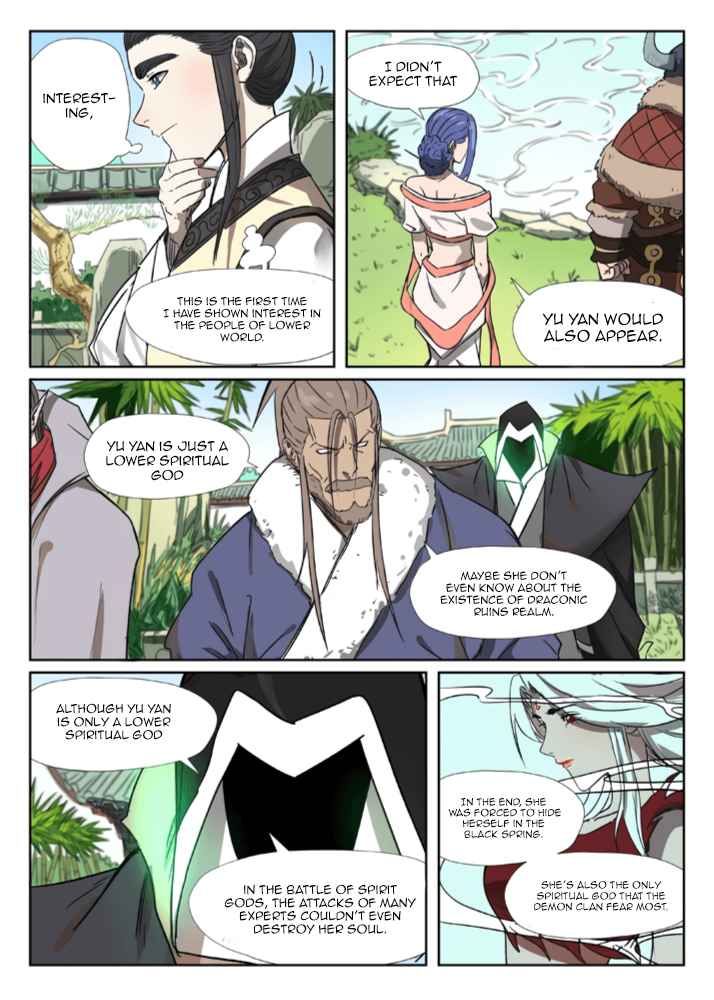 INTEREST-
ING,
THIS IS THE FIRST TIME
I HAVE SHOWN INTEREST IN
THE PEOPLE OF LOWER
WORLD.
I DIDN'T
EXPECT THAT
YU YAN WOULD
ALSO APPEAR.
YU YAN IS JUST A
LOWER SPIRITUAL
GOD
MAYBE SHE DON'T
EVEN KNOW ABOUT THE
EXISTENCE OF DRACONIC
RUINS REALM.
ALTHOUGH YU YAN
IS ONLY A LOWER
SPIRITUAL GOD
IN THE BATTLE OF SPIRIT
GODS, THE ATTACKS OF MANY
EXPERTS COULDN'T EVEN
DESTROY HER SOUL.
IN THE END, SHE
WAS FORCED TO HIDE
HERSELF IN THE
BLACK SPRING.
SHE'S ALSO THE ONLY
SPIRITUAL GOD THAT THE
DEMON CLAN FEAR MOST.